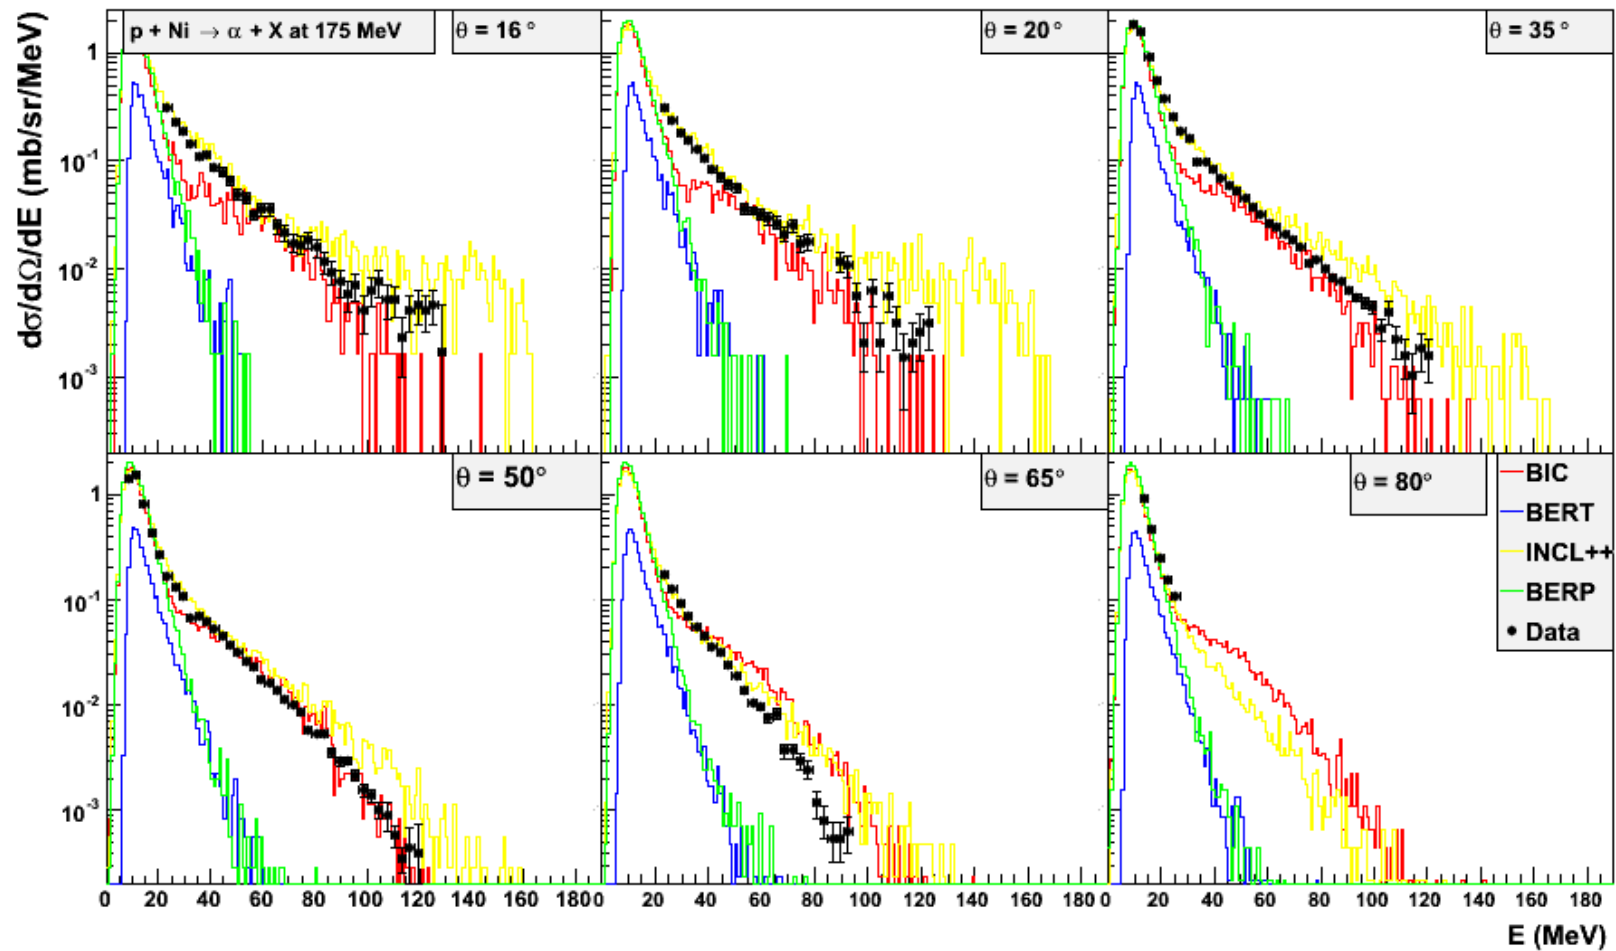 dσ/dΩ/dE (mb/sr/MeV)
p + Ni → α + X at 175 MeV
θ = 16 °
θ = 20 °
θ = 35 °
1
10⁻¹
10⁻²
10⁻³
θ = 50°
θ = 65°
θ = 80°
BIC
BERT
INCL++
BERP
Data
1
10⁻¹
10⁻²
10⁻³
0 20 40 60 80 100 120 140 160 180 0 20 40 60 80 100 120 140 160 180 0 20 40 60 80 100 120 140 160 180
E (MeV)